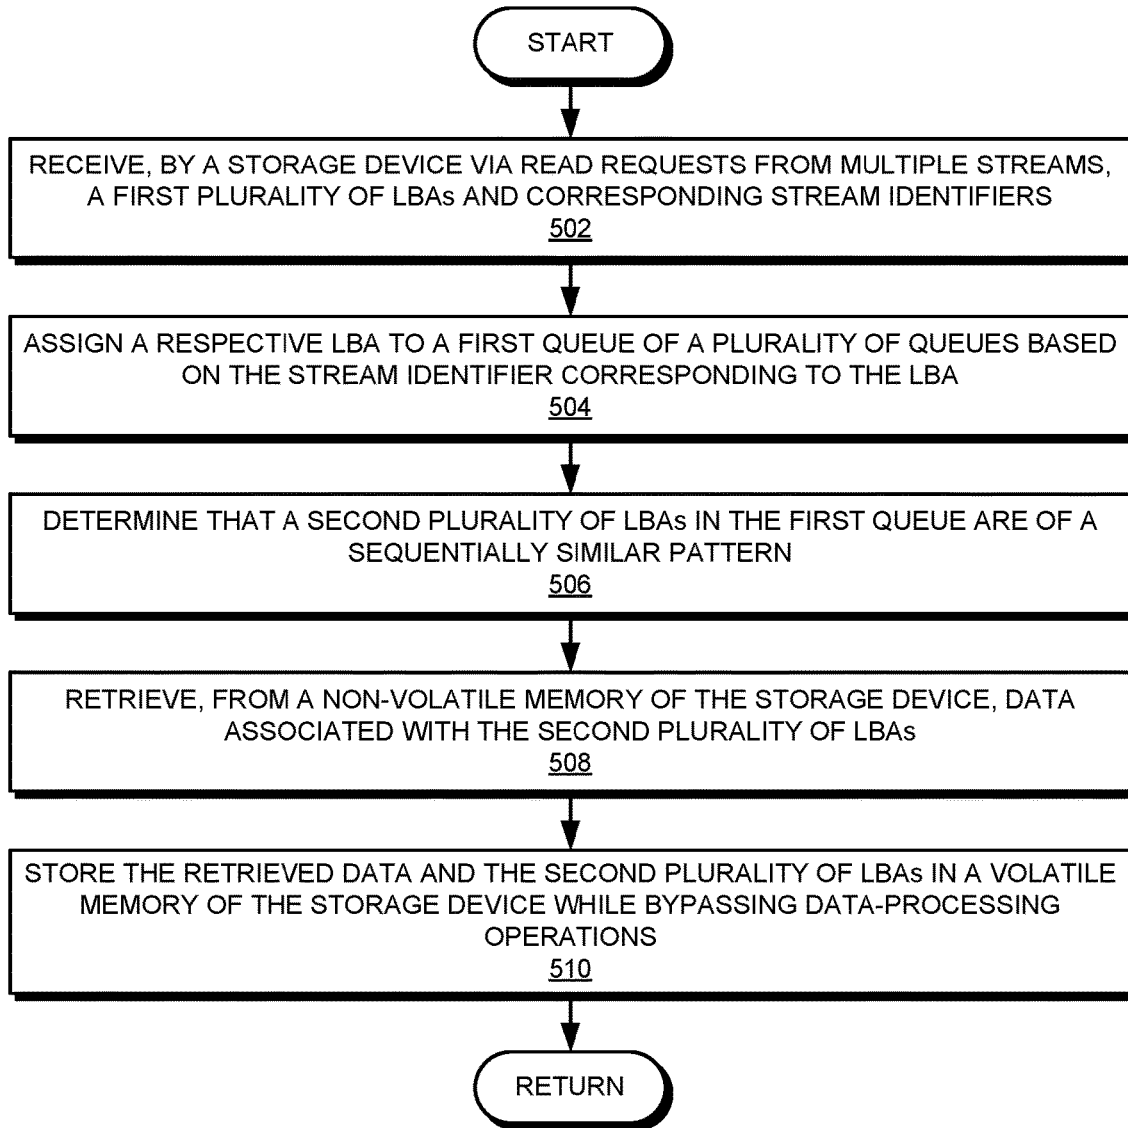 START
RECEIVE, BY A STORAGE DEVICE VIA READ REQUESTS FROM MULTIPLE STREAMS,
A FIRST PLURALITY OF LBAs AND CORRESPONDING STREAM IDENTIFIERS
502
ASSIGN A RESPECTIVE LBA TO A FIRST QUEUE OF A PLURALITY OF QUEUES BASED
ON THE STREAM IDENTIFIER CORRESPONDING TO THE LBA
504
DETERMINE THAT A SECOND PLURALITY OF LBAs IN THE FIRST QUEUE ARE OF A
SEQUENTIALLY SIMILAR PATTERN
506
RETRIEVE, FROM A NON-VOLATILE MEMORY OF THE STORAGE DEVICE, DATA
ASSOCIATED WITH THE SECOND PLURALITY OF LBAs
508
STORE THE RETRIEVED DATA AND THE SECOND PLURALITY OF LBAs IN A VOLATILE
MEMORY OF THE STORAGE DEVICE WHILE BYPASSING DATA-PROCESSING
OPERATIONS
510
RETURN